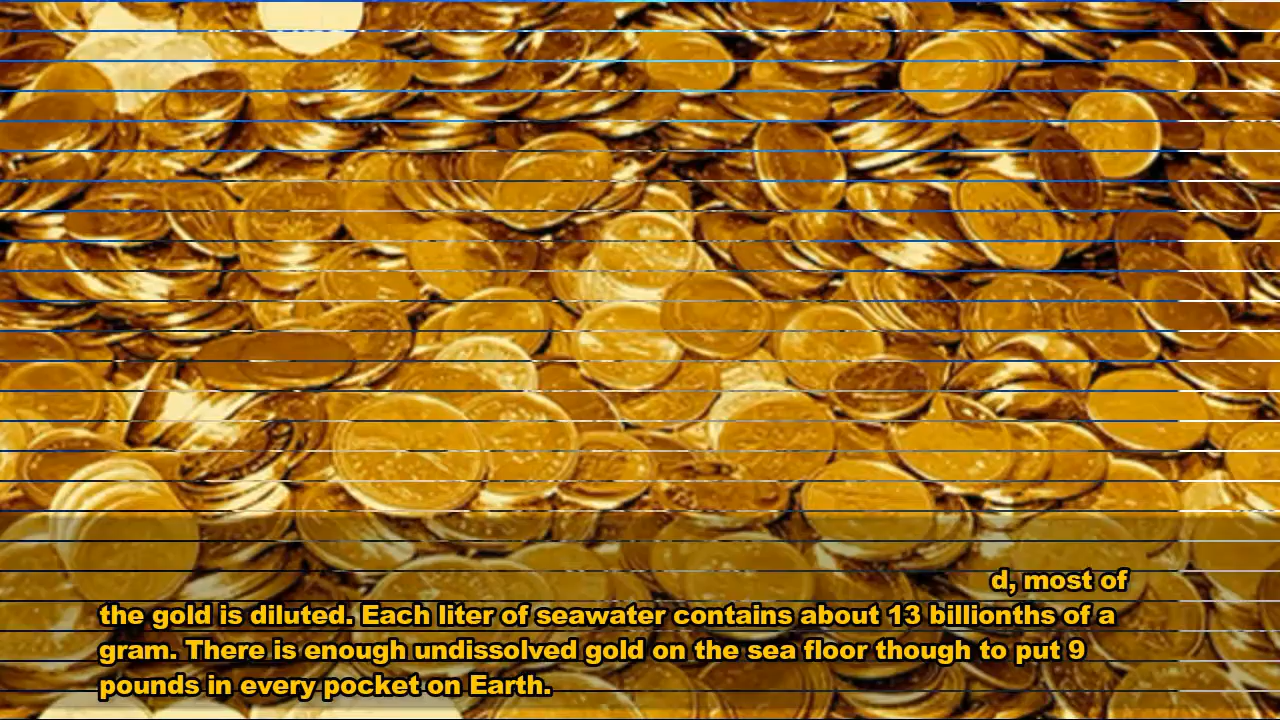 d, most of
the gold is diluted. Each liter of seawater contains about 13 billionths of a
gram. There is enough undissolved gold on the sea floor though to put 9
pounds in every pocket on Earth.